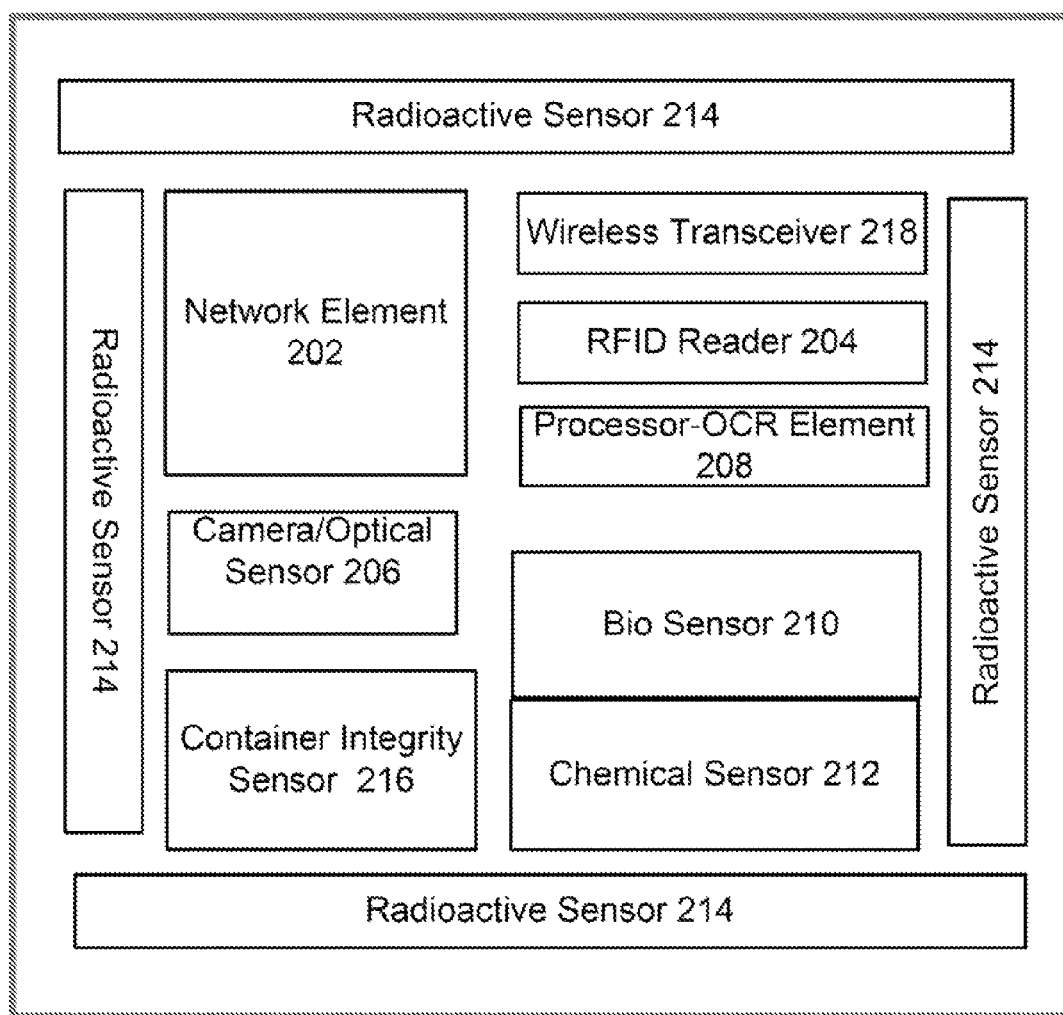 Radioactive Sensor 214
Radioactive Sensor 214
Network Element
202
Wireless Transceiver 218
RFID Reader 204
Processor-OCR Element
208
Camera/Optical
Sensor 206
Bio Sensor 210
Container Integrity
Sensor 216
Chemical Sensor 212
Radioactive Sensor 214
Radioactive Sensor 214